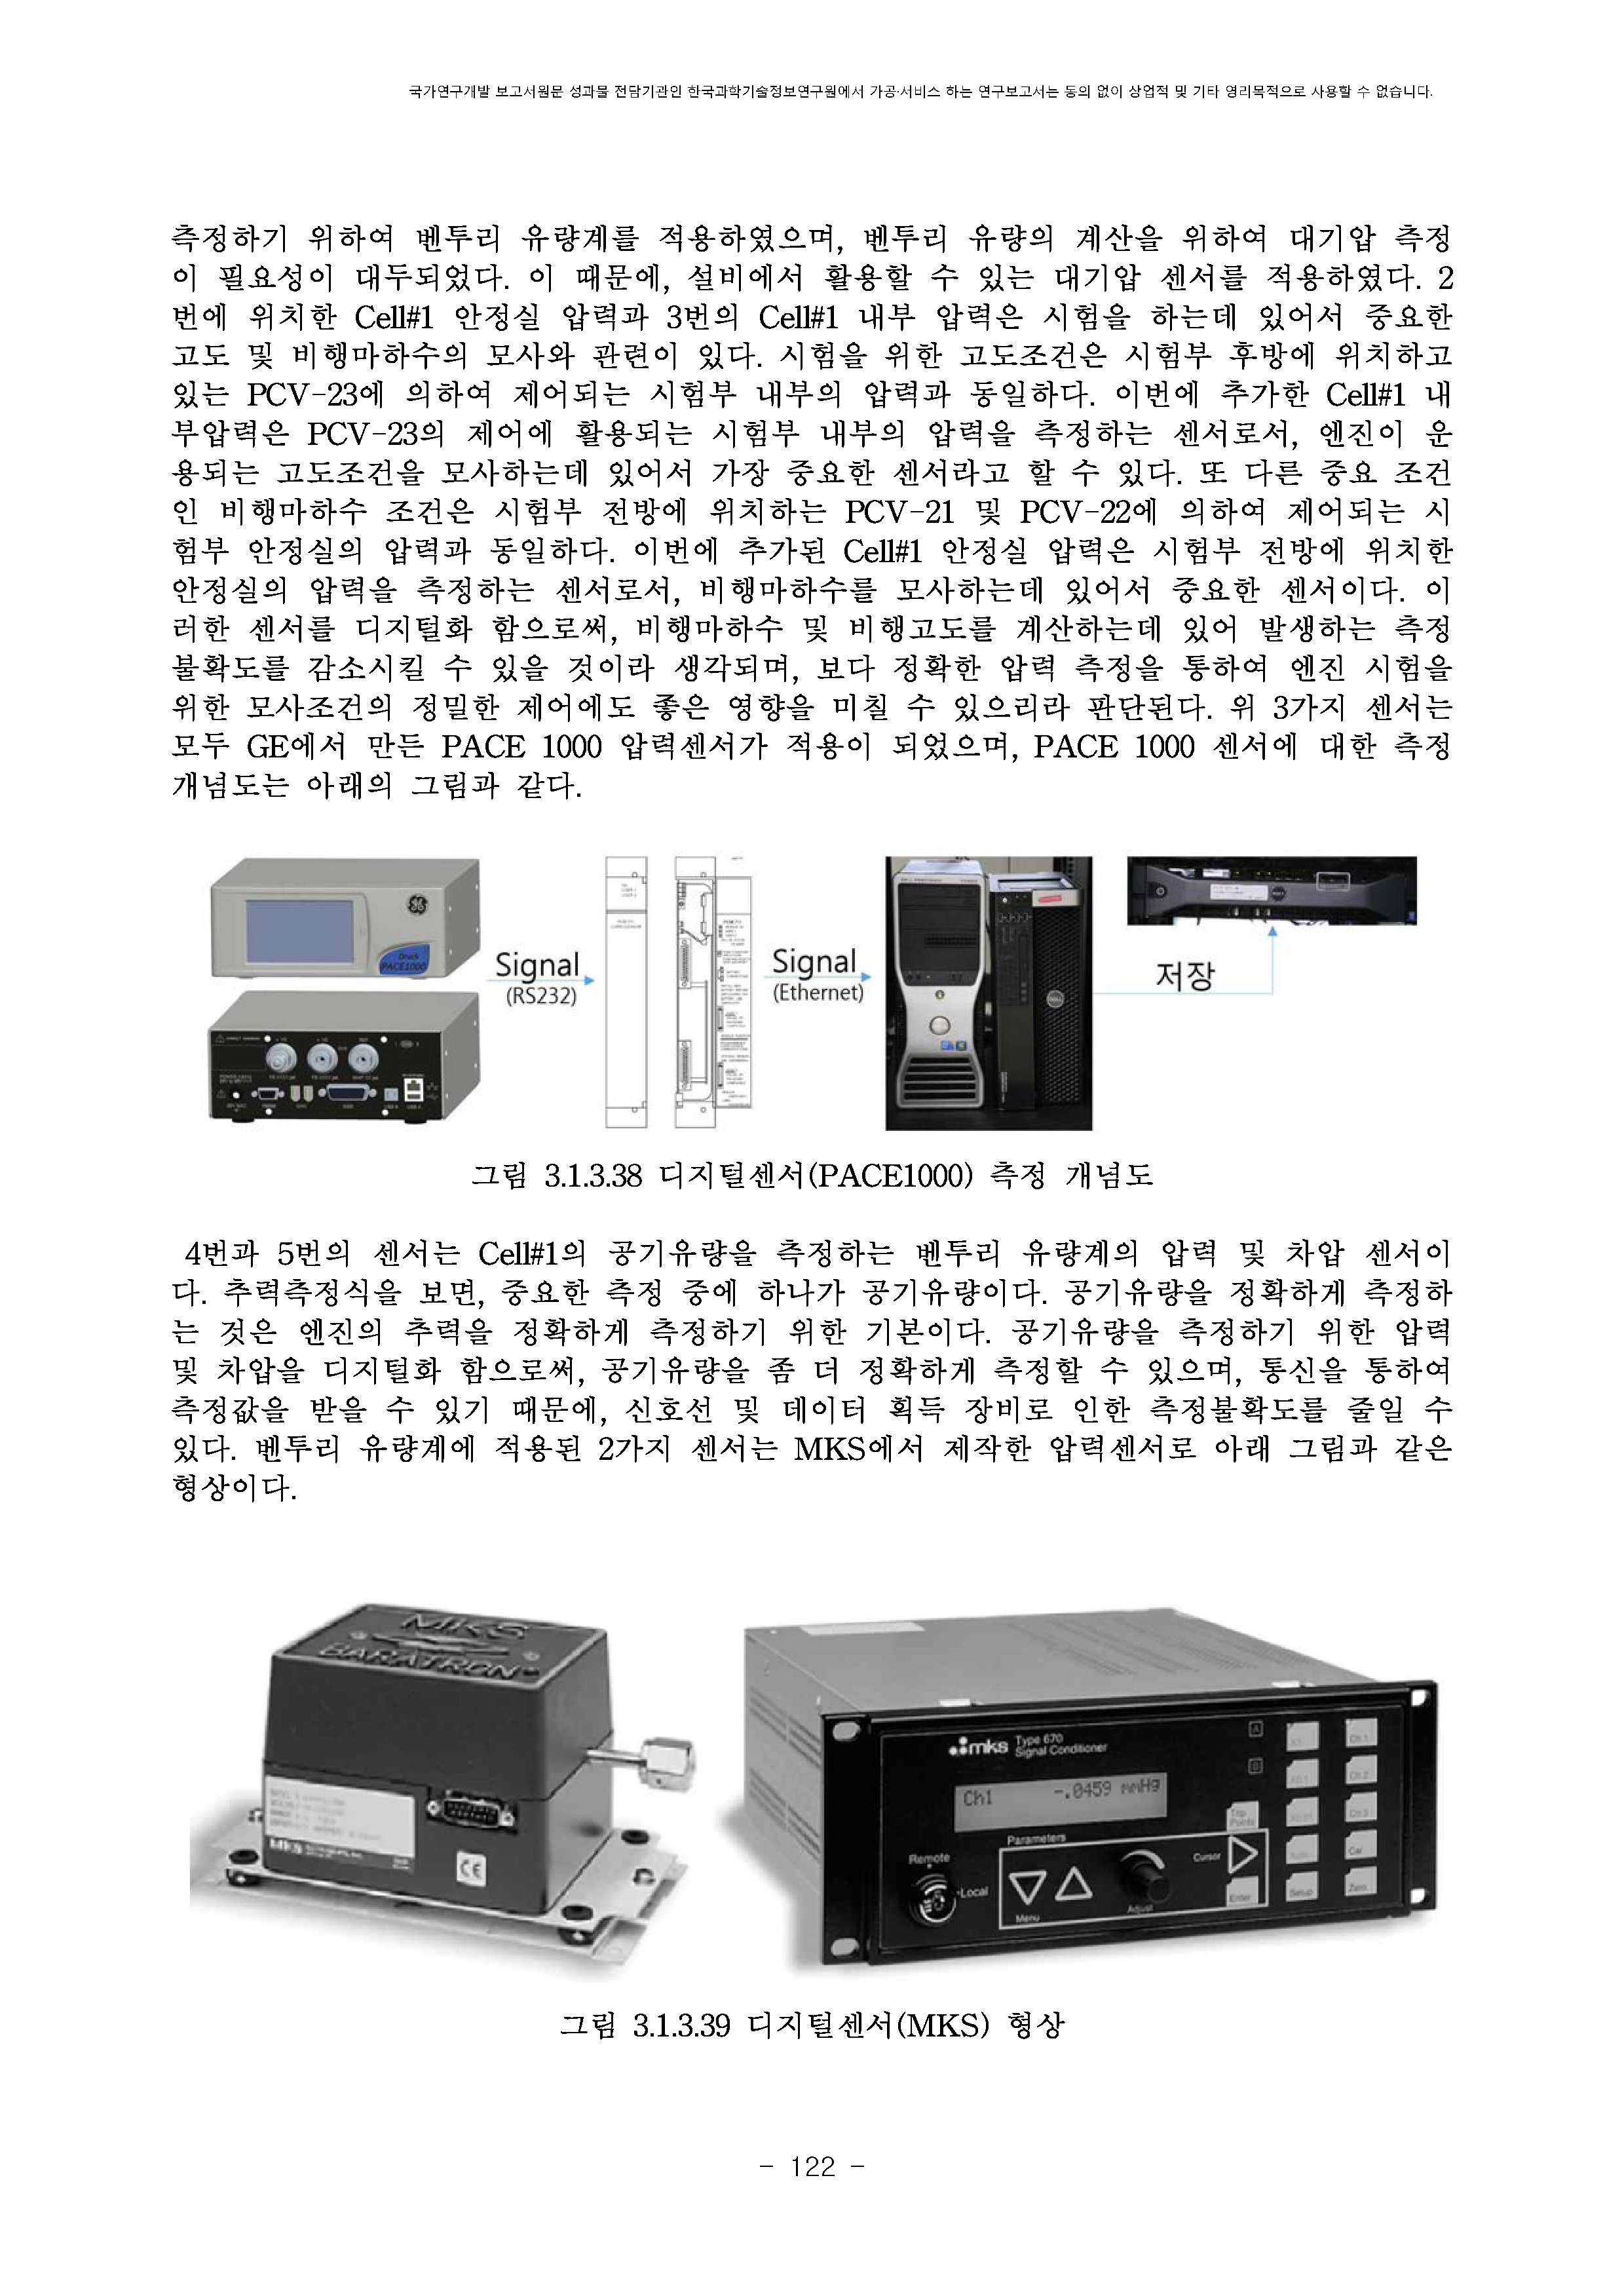 국가연구개발 보고서원문 성과물 전담기관인 한국과학기술정보연구원에서 가공·서비스 하는 연구보고서는 동의 없이 상업적 및 기타 영리목적으로 사용할 수 없습니다.
측정하기 위하여 벤투리 유량계를 적용하였으며, 벤투리 유량의 계산을 위하여 대기압 측정
이 필요성이 대두되었다. 이 때문에, 설비에서 활용할 수 있는 대기압 센서를 적용하였다. 2
번에 위치한 Cell#1 안정실 압력과 3번의 Cell#1 내부 압력은 시험을 하는데 있어서 중요한
고도 및 비행마하수의 모사와 관련이 있다. 시험을 위한 고도조건은 시험부 후방에 위치하고
있는 PCV-23에 의하여 제어되는 시험부 내부의 압력과 동일하다. 이번에 추가한 Cell#1 내
부압력은 PCV-23의 제어에 활용되는 시험부 내부의 압력을 측정하는 센서로서, 엔진이 운
용되는 고도조건을 모사하는데 있어서 가장 중요한 센서라고 할 수 있다. 또 다른 중요 조건
인 비행마하수 조건은 시험부 전방에 위치하는 PCV-21 및 PCV-22에 의하여 제어되는 시
험부 안정실의 압력과 동일하다. 이번에 추가된 Cell#1 안정실 압력은 시험부 전방에 위치한
안정실의 압력을 측정하는 센서로서, 비행마하수를 모사하는데 있어서 중요한 센서이다. 이
러한 센서를 디지털화 함으로써, 비행마하수 및 비행고도를 계산하는데 있어 발생하는 측정
불확도를 감소시킬 수 있을 것이라 생각되며, 보다 정확한 압력 측정을 통하여 엔진 시험을
위한 모사조건의 정밀한 제어에도 좋은 영향을 미칠 수 있으리라 판단된다. 위 3가지 센서는
모두 GE에서 만든 PACE 1000 압력센서가 적용이 되었으며, PACE 1000 센서에 대한 측정
개념도는 아래의 그림과 같다.
Druck
PACE1000
Signal
(RS232)
Signal
(Ethernet)
저장
그림 3.1.3.38 디지털센서(PACE1000) 측정 개념도
4번과 5번의 센서는 Cell#1의 공기유량을 측정하는 벤투리 유량계의 압력 및 차압 센서이
다. 추력측정식을 보면, 중요한 측정 중에 하나가 공기유량이다. 공기유량을 정확하게 측정하
는 것은 엔진의 추력을 정확하게 측정하기 위한 기본이다. 공기유량을 측정하기 위한 압력
및 차압을 디지털화 함으로써, 공기유량을 좀 더 정확하게 측정할 수 있으며, 통신을 통하여
측정값을 받을 수 있기 때문에, 신호선 및 데이터 획득 장비로 인한 측정불확도를 줄일 수
있다. 벤투리 유량계에 적용된 2가지 센서는 MKS에서 제작한 압력센서로 아래 그림과 같은
형상이다.
MKS
BARATRON
MKS
CE
mks Type 670
Signal Conditioner
Ch1 -.0459 mmHg
Trip
Points
Parameters
Remote
Local
Menu
Adjust
Cursor
Enter
Setup
Ch 1
Ch 2
Ch 3
Cal
Zero
A
B
그림 3.1.3.39 디지털센서(MKS) 형상
- 122 -